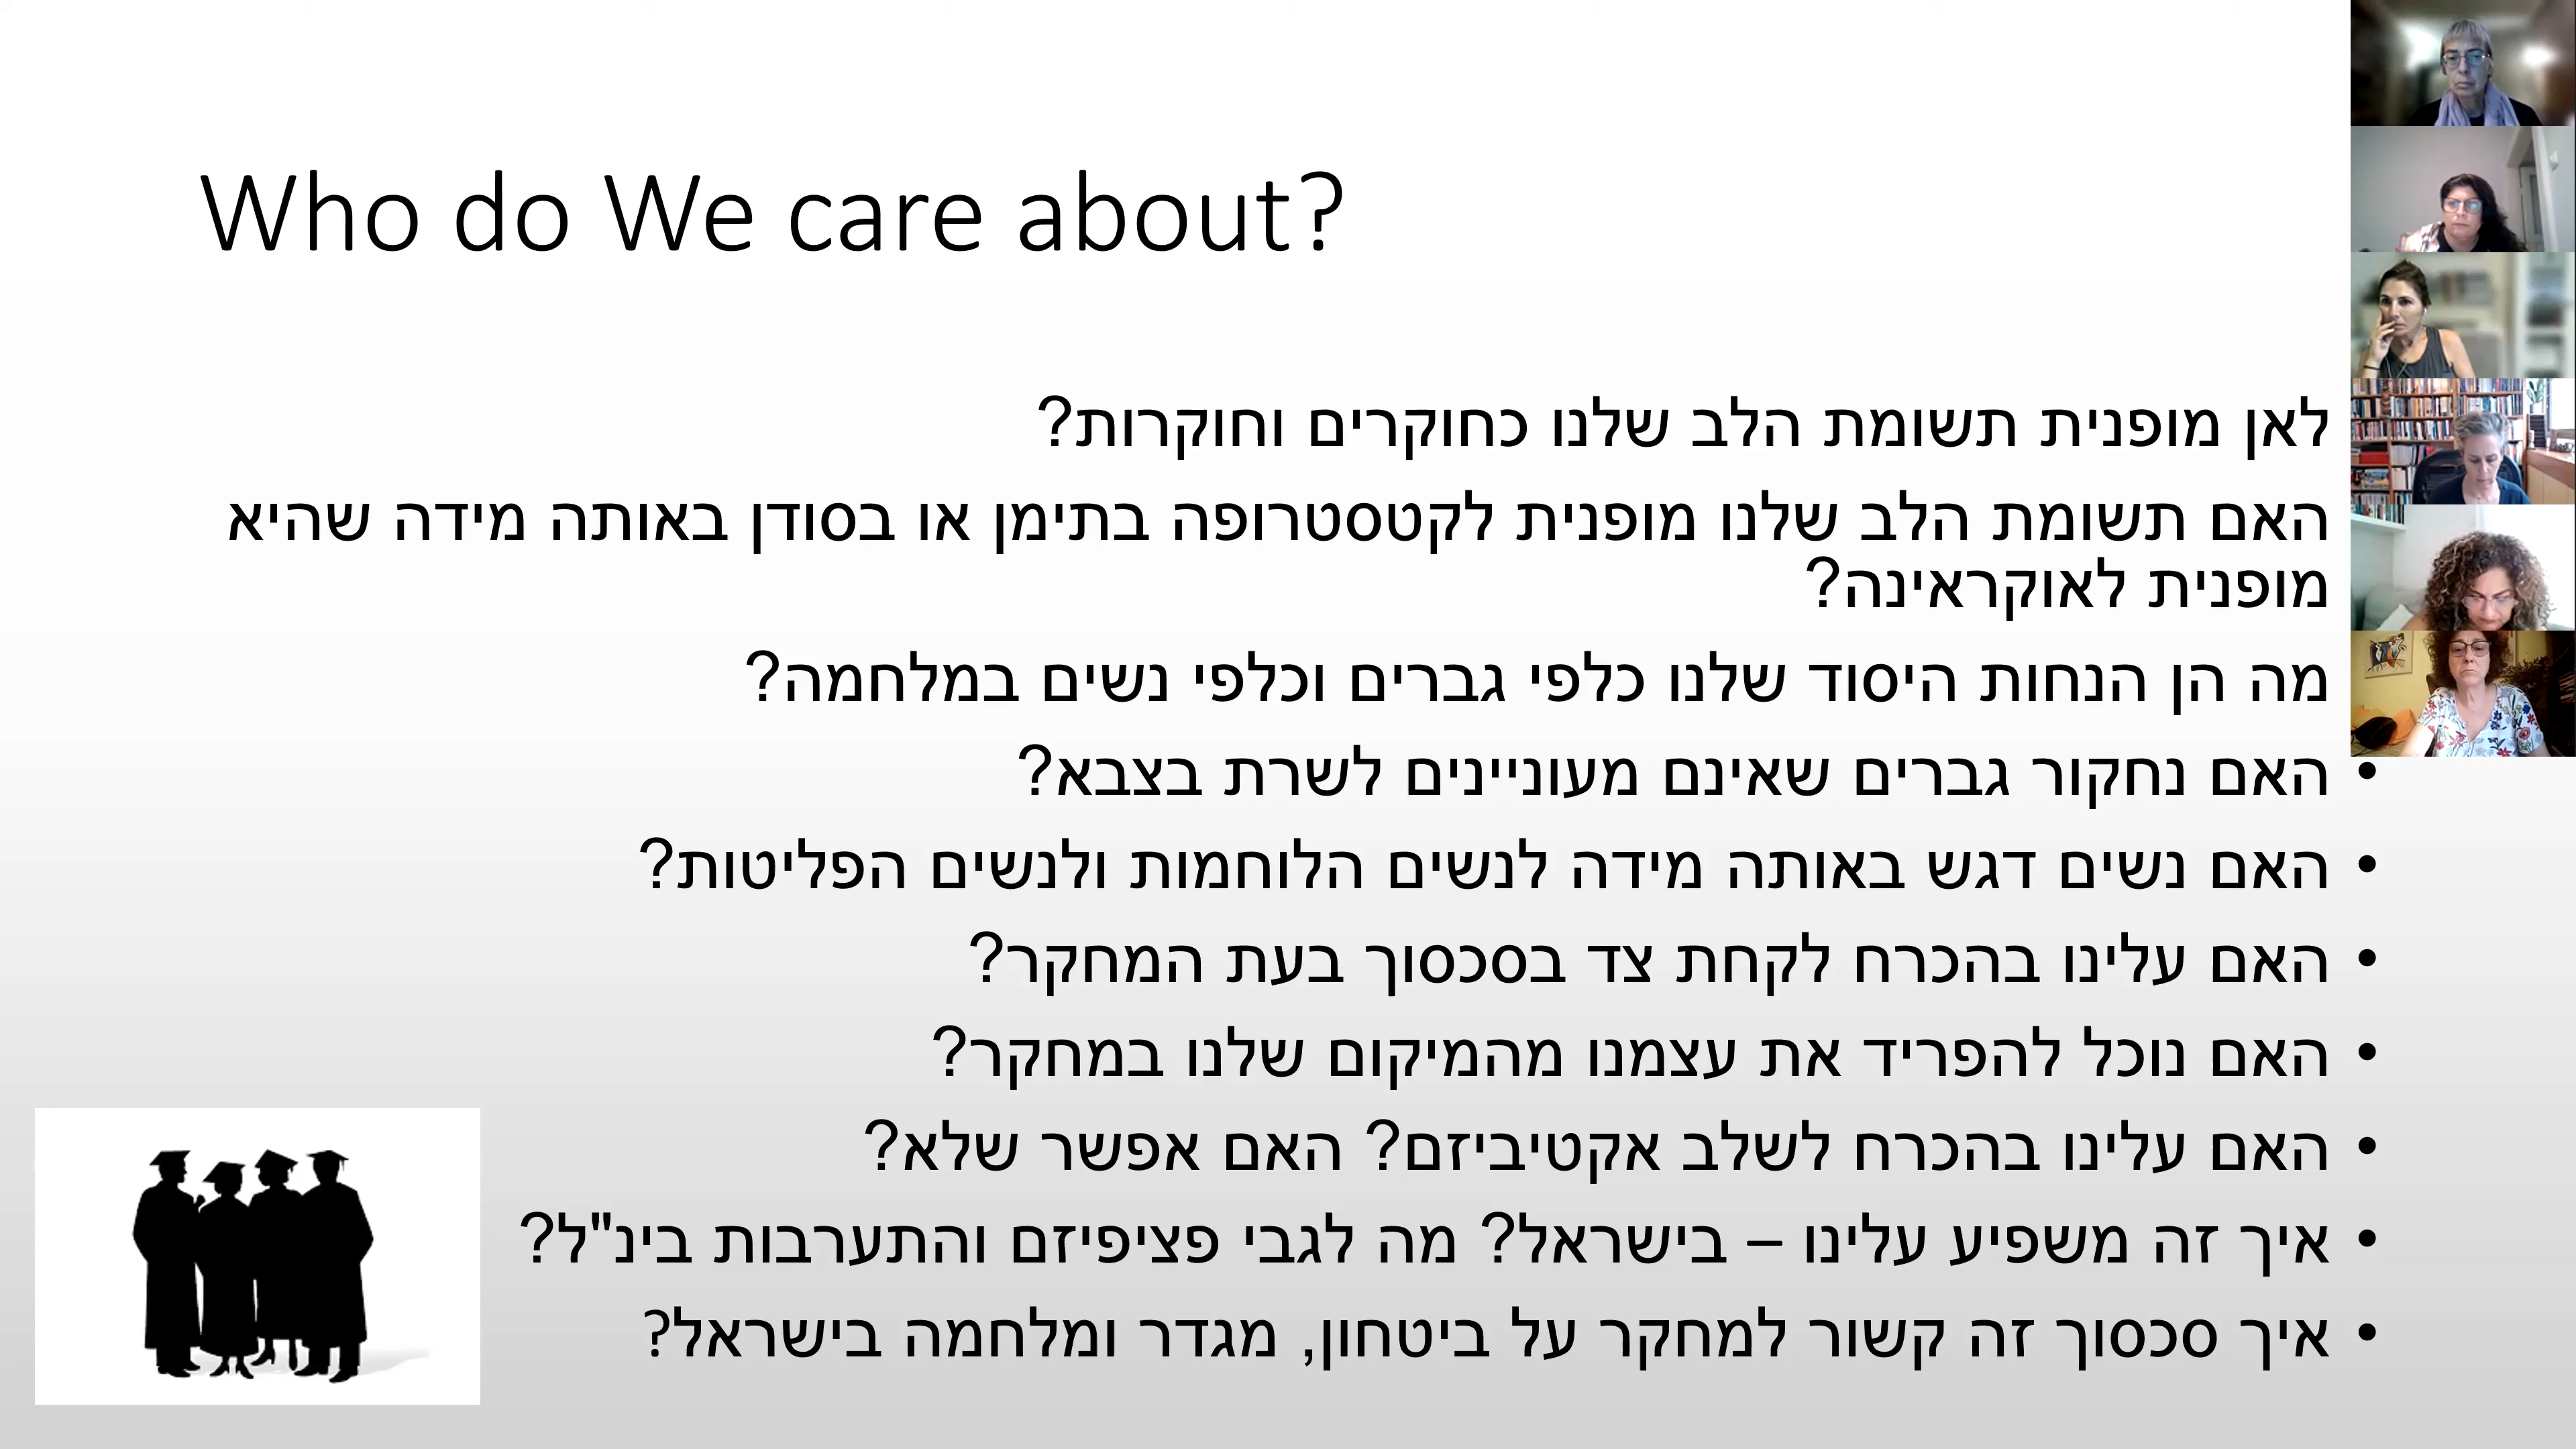 Who do We care about?
לאן מופנית תשומת הלב שלנו כחוקרים וחוקרות?
האם תשומת הלב שלנו מופנית לקטסטרופה בתימן או בסודן באותה מידה שהיא
מופנית לאוקראינה?
מה הן הנחות היסוד שלנו כלפי גברים וכלפי נשים במלחמה?
• האם נחקור גברים שאינם מעוניינים לשרת בצבא?
• האם נשים דגש באותה מידה לנשים הלוחמות ולנשים הפליטות?
• האם עלינו בהכרח לקחת צד בסכסוך בעת המחקר?
• האם נוכל להפריד את עצמנו מהמיקום שלנו במחקר?
• האם עלינו בהכרח לשלב אקטיביזם? האם אפשר שלא?
• איך זה משפיע עלינו – בישראל? מה לגבי פציפיזם והתערבות בינ"ל?
• איך סכסוך זה קשור למחקר על ביטחון, מגדר ומלחמה בישראל?